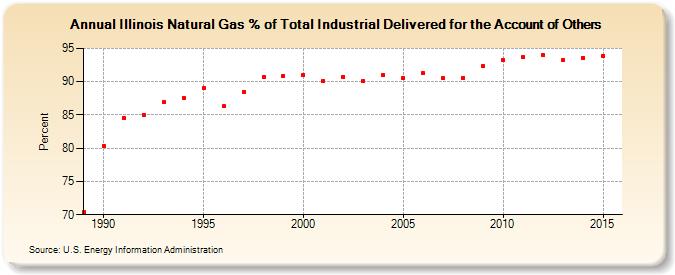 Annual Illinois Natural Gas % of Total Industrial Delivered for the Account of Others
Percent
95
90
85
80
75
70
1990 1995 2000 2005 2010 2015
Source: U.S. Energy Information Administration